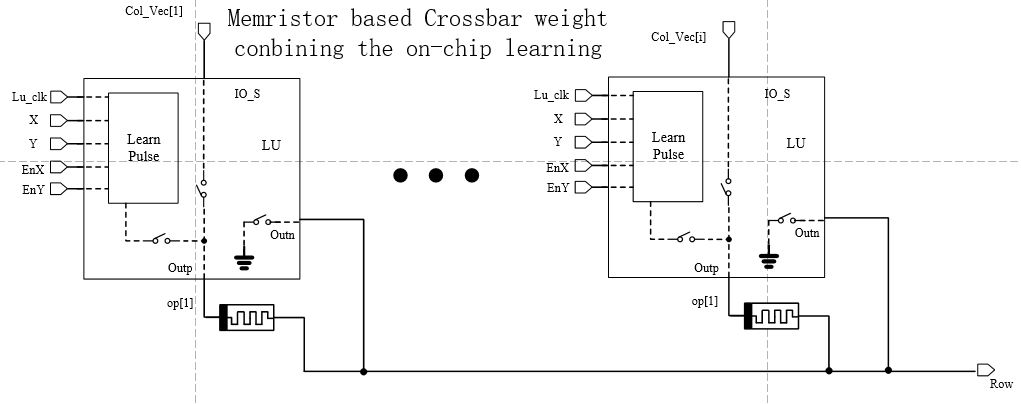 Col_Vec[1]
Memristor based Crossbar weight
conbining the on-chip learning
Col_Vec[i]
Lu_clk
X
Y
EnX
EnY
Learn
Pulse
IO_S
LU
Outn
Outp
op[1]
Lu_clk
X
Y
EnX
EnY
Learn
Pulse
IO_S
LU
Outn
Outp
op[1]
Row